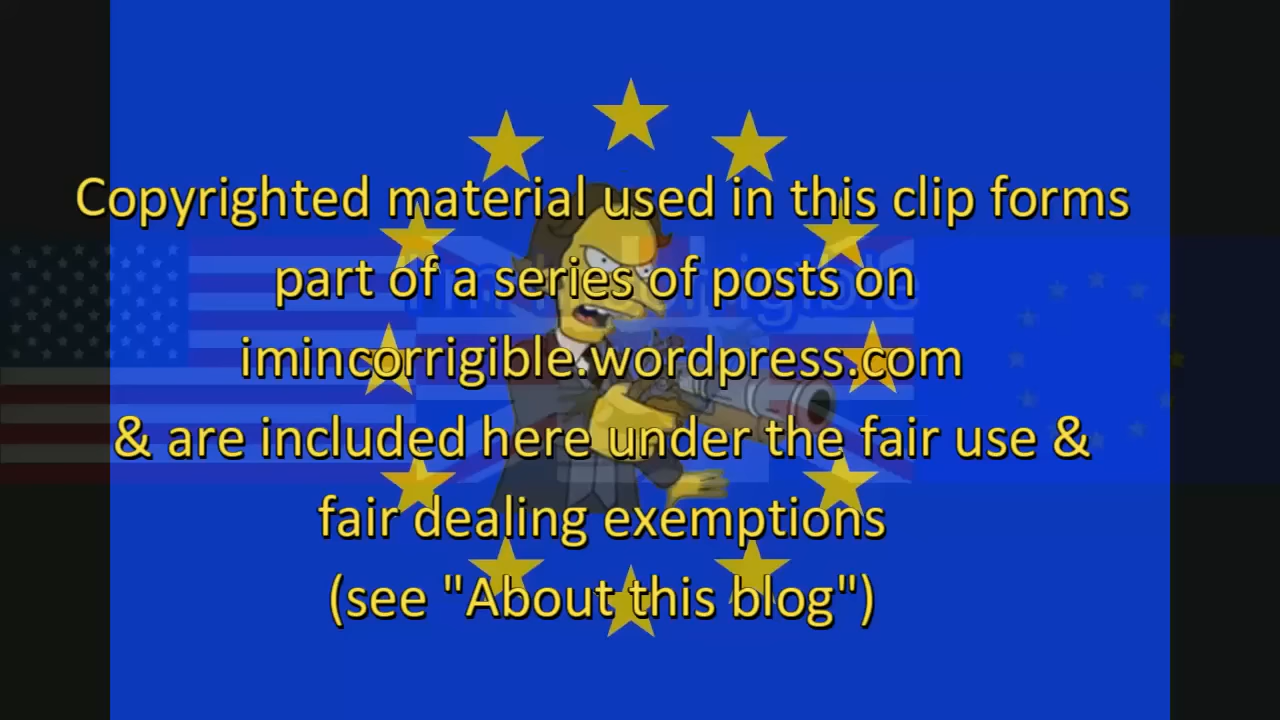 Copyrighted material used in this clip forms
part of a series of posts on
imincorrigible.wordpress.com
& are included here under the fair use &
fair dealing exemptions
(see "About this blog")